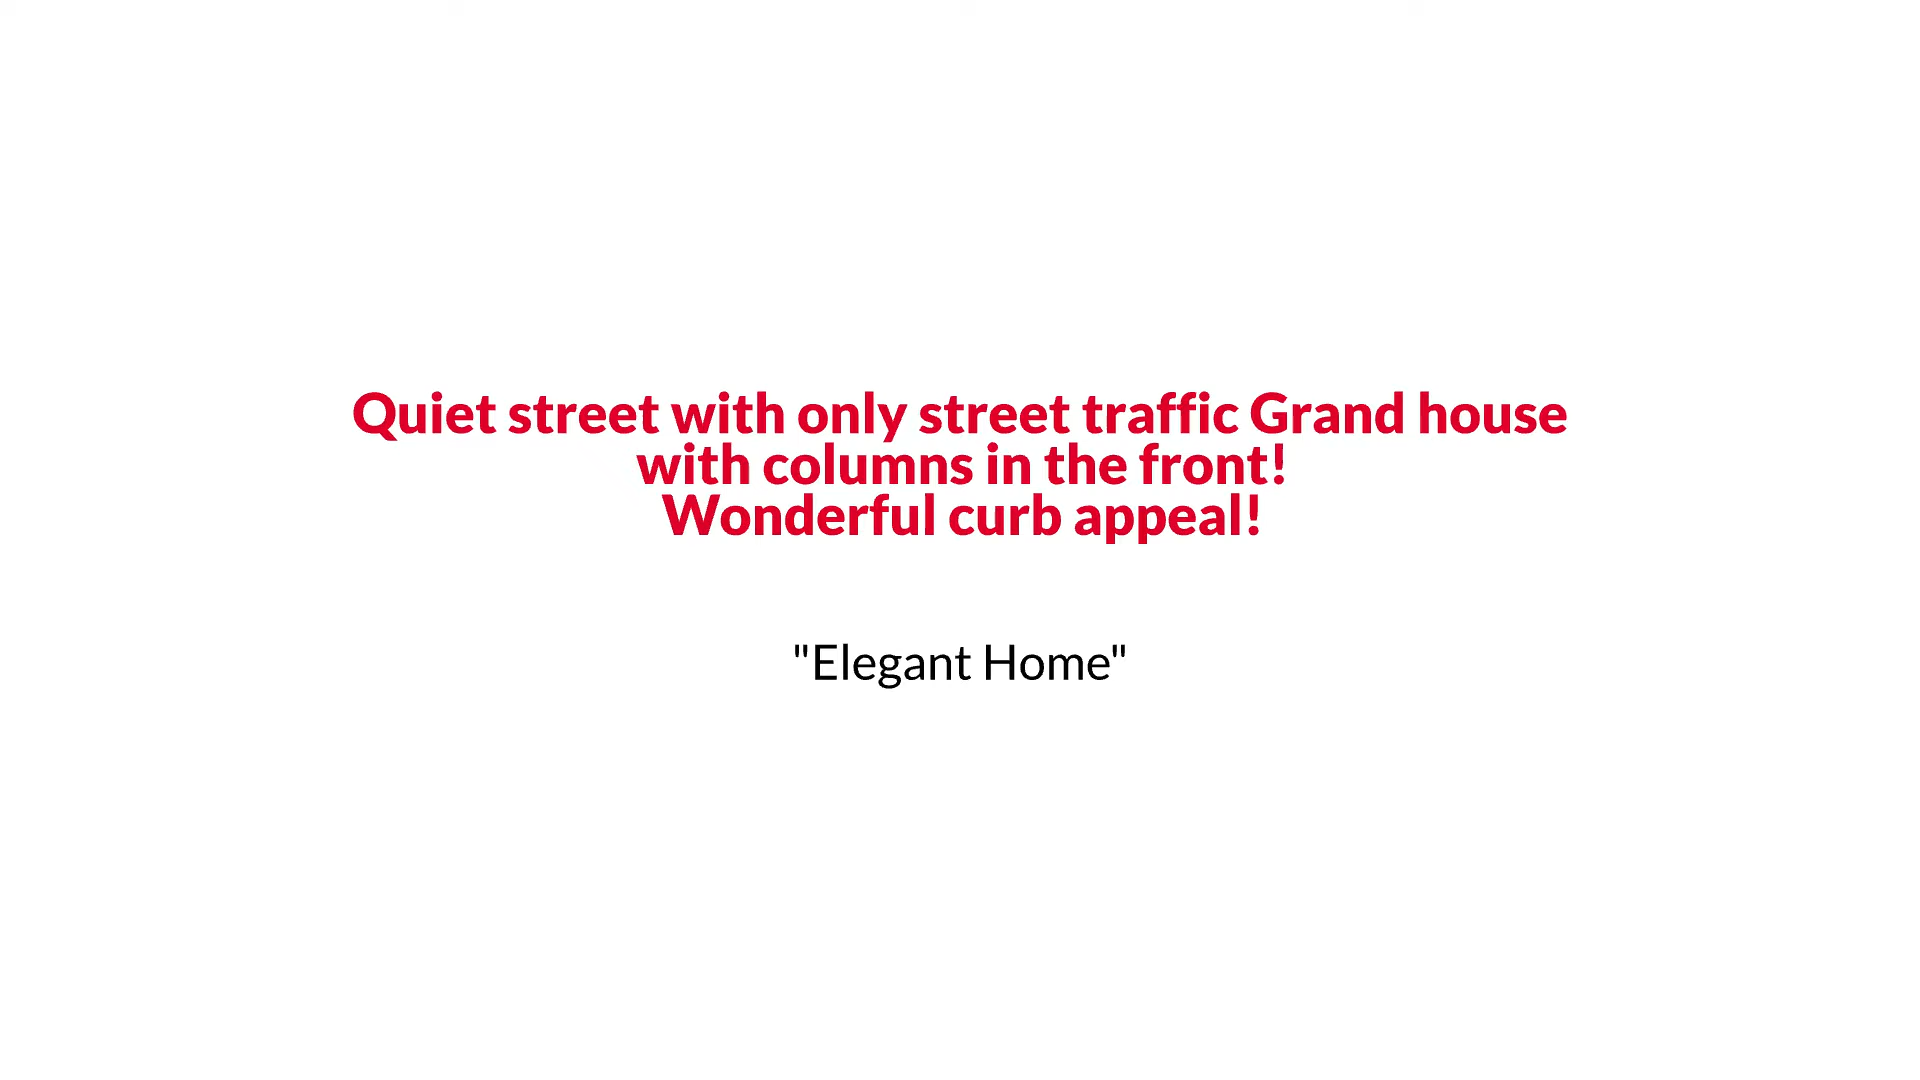 Quiet street with only street traffic Grand house
with columns in the front!
Wonderful curb appeal!
"Elegant Home"